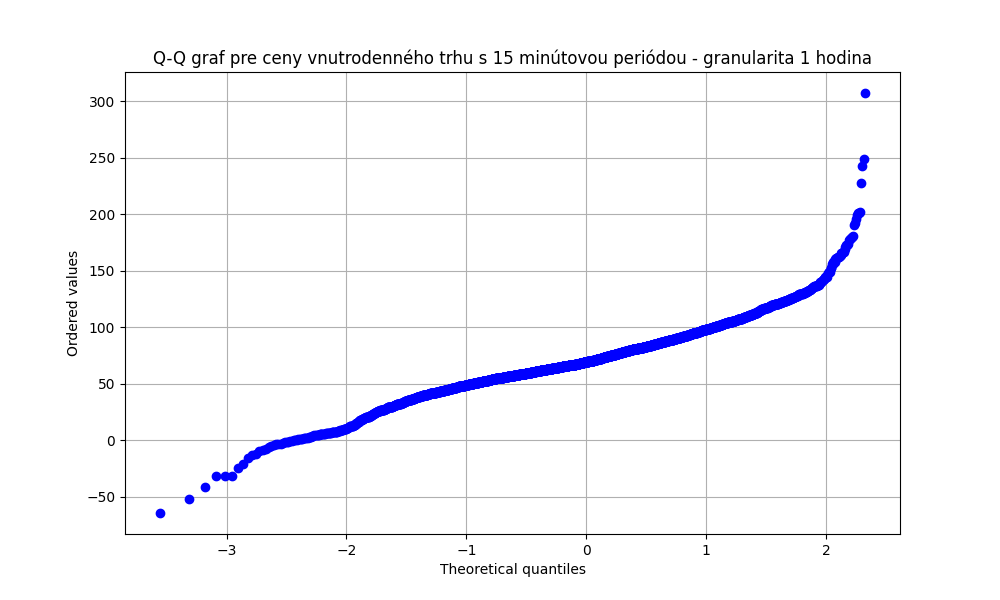 Q-Q graf pre ceny vnutrodenného trhu s 15 minútovou periódou - granularita 1 hodina
300
250
200
150
100
50
0
−50
Ordered values
−3 −2 −1 0 1 2
Theoretical quantiles